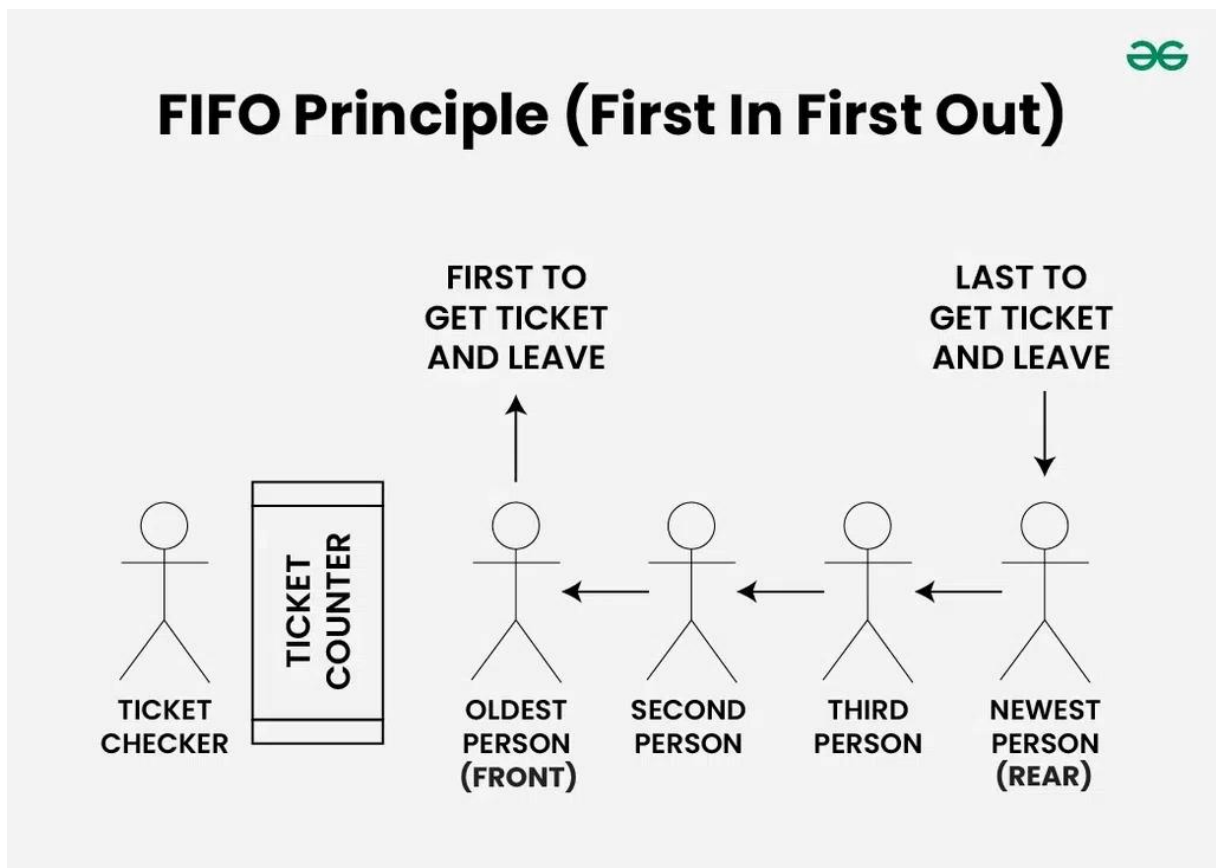 FIFO Principle (First In First Out)
FIRST TO
GET TICKET
AND LEAVE
LAST TO
GET TICKET
AND LEAVE
TICKET
COUNTER
TICKET
CHECKER
OLDEST
PERSON
(FRONT)
SECOND
PERSON
THIRD
PERSON
NEWEST
PERSON
(REAR)